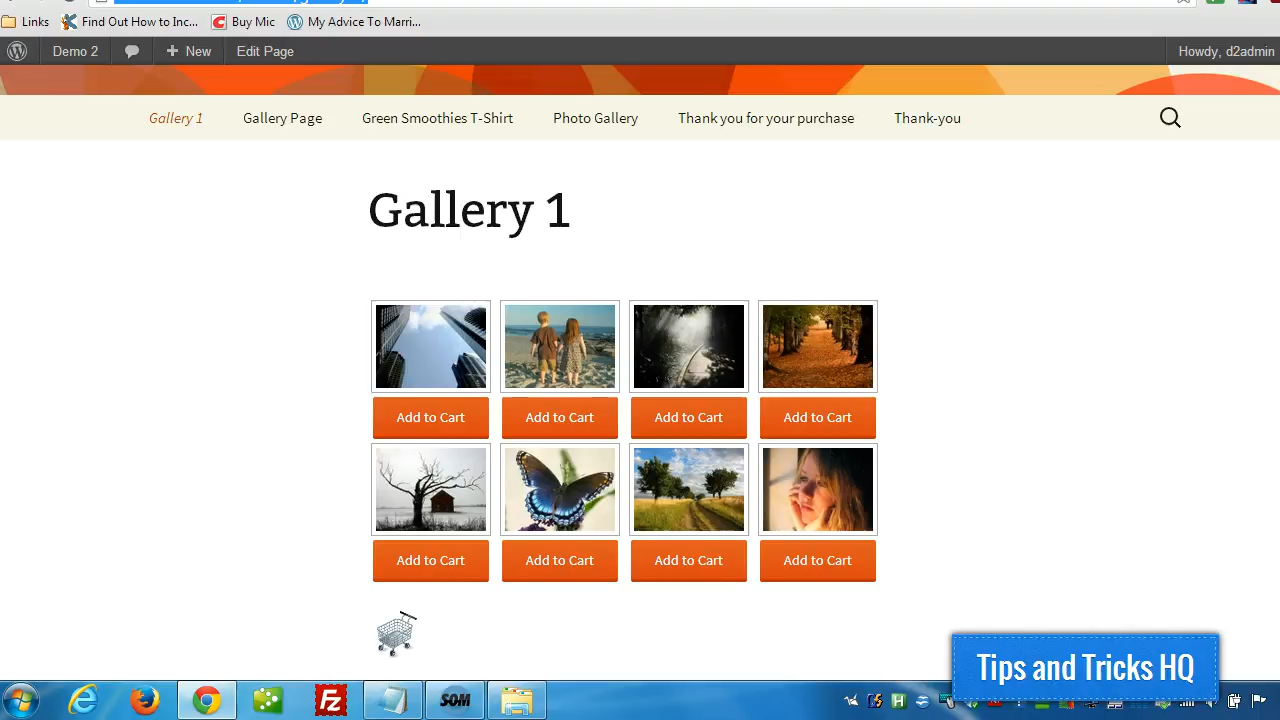 Links
Find Out How to Inc...
Buy Mic
My Advice To Marri...
Demo 2
New
Edit Page
Howdy, d2admin
Gallery 1
Gallery Page
Green Smoothies T-Shirt
Photo Gallery
Thank you for your purchase
Thank-you
Gallery 1
Add to Cart
Add to Cart
Add to Cart
Add to Cart
Add to Cart
Add to Cart
Add to Cart
Add to Cart
Tips and Tricks HQ
Fz
SOM